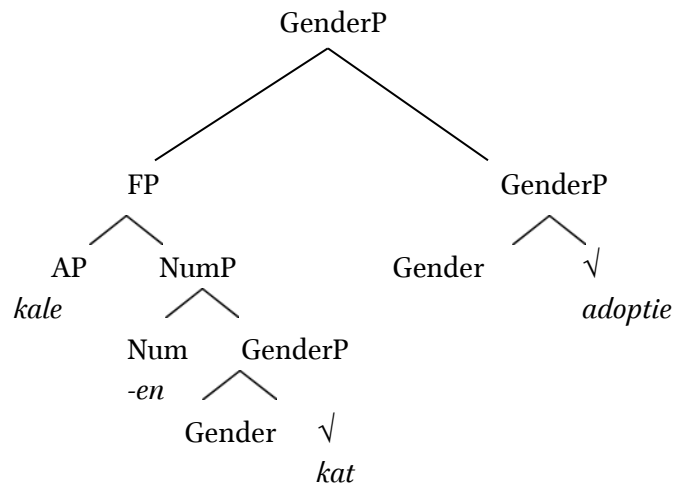 GenderP
FP GenderP
AP NumP Gender √
kale adoptie
Num GenderP
-en
Gender √
kat